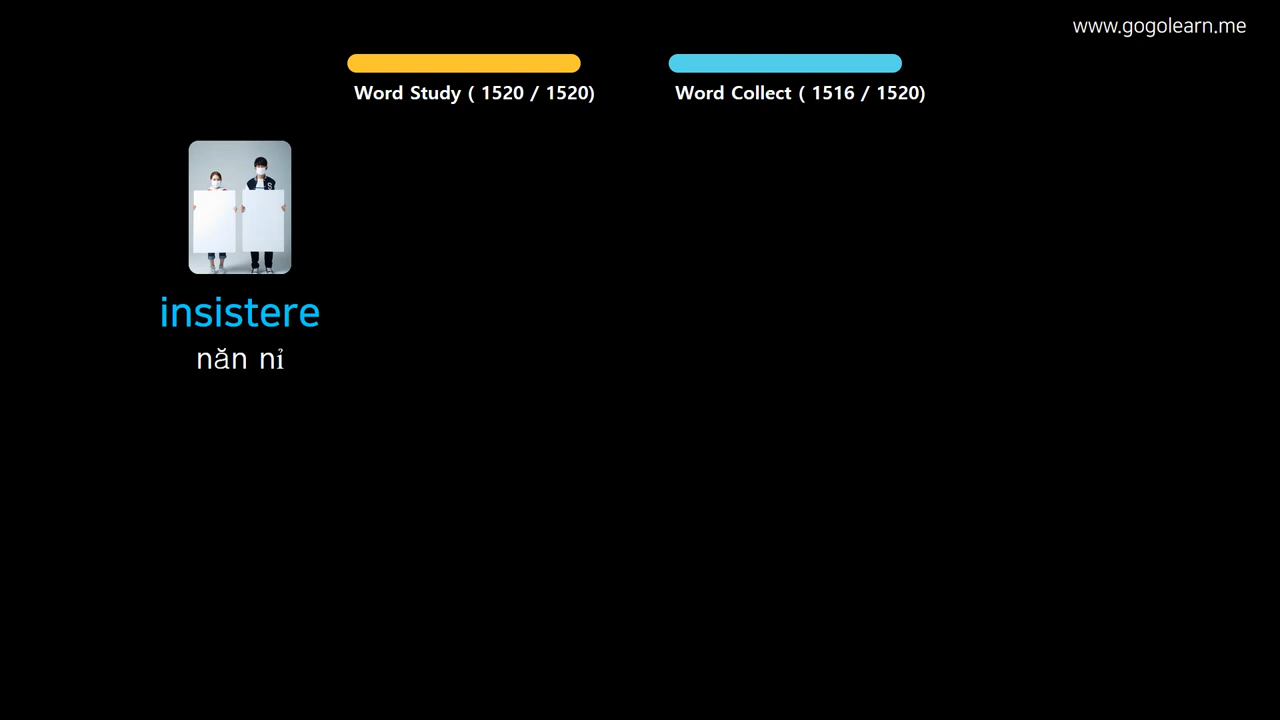 www.gogolearn.me
Word Study ( 1520 / 1520)
Word Collect ( 1516 / 1520)
S
insistere
năn nỉ